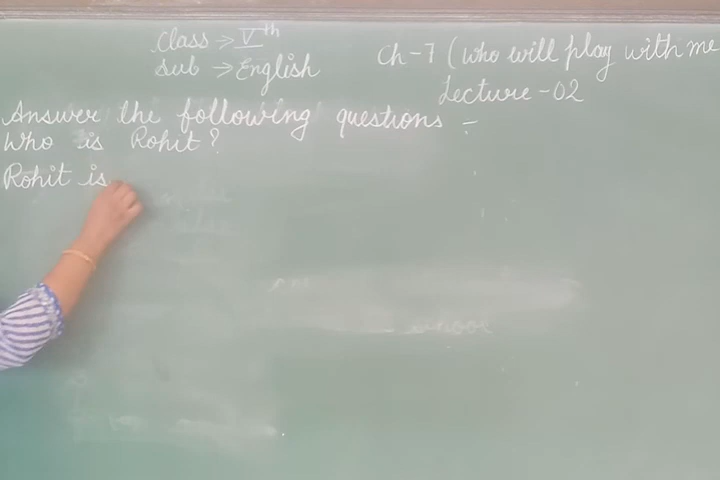 Class → Vth
Sub → English
Ch-7 (Who will play with me
Lecture-02
Answer the following questions :-
Who is Rohit?
Rohit is